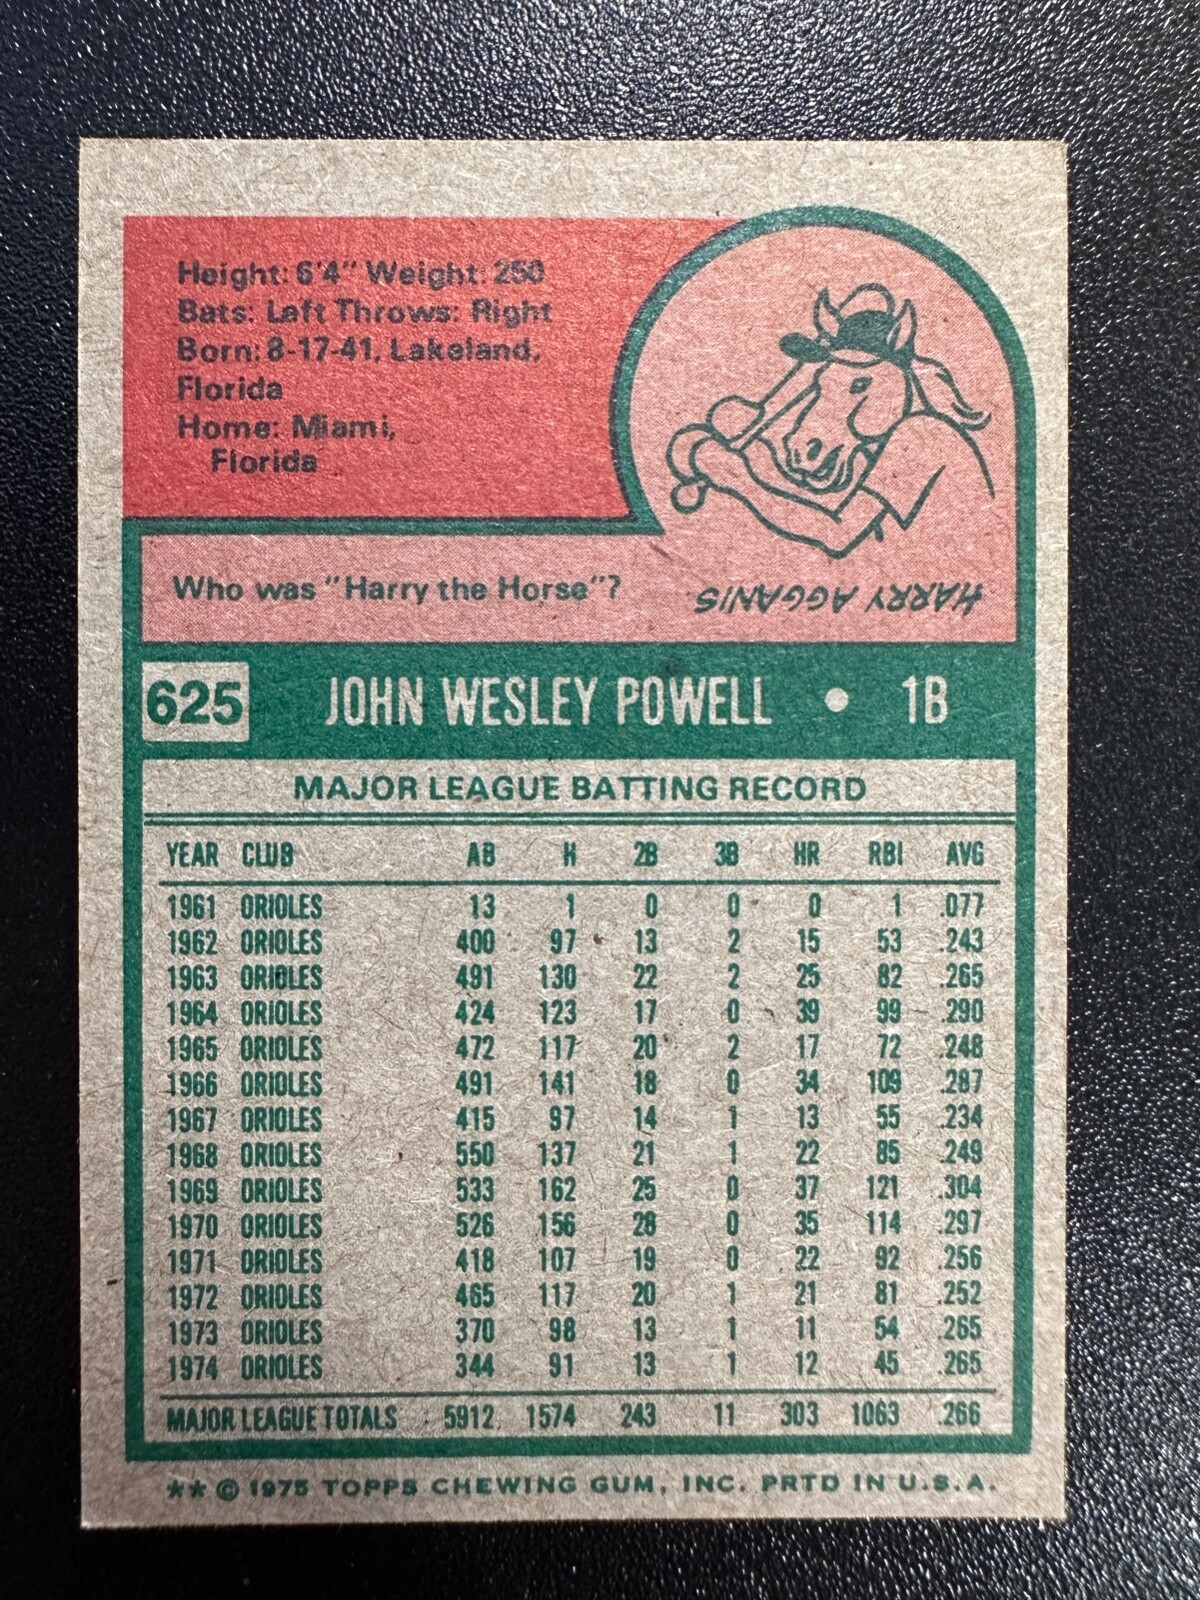 Height: 6'4" Weight: 250
Bats: Left Throws: Right
Born: 8-17-41, Lakeland,
Florida
Home: Miami,
Florida
Who was "Harry the Horse"?
HARRY AGGANIS
625 JOHN WESLEY POWELL • 1B
MAJOR LEAGUE BATTING RECORD
YEAR CLUB AB H 2B 3B HR RBI AVG
1961 ORIOLES 13 1 0 0 0 1 .077
1962 ORIOLES 400 97 13 2 15 53 .243
1963 ORIOLES 491 130 22 2 25 82 .265
1964 ORIOLES 424 123 17 0 39 99 .290
1965 ORIOLES 472 117 20 2 17 72 .248
1966 ORIOLES 491 141 18 0 34 109 .287
1967 ORIOLES 415 97 14 1 13 55 .234
1968 ORIOLES 550 137 21 1 22 85 .249
1969 ORIOLES 533 162 25 0 37 121 .304
1970 ORIOLES 526 156 28 0 35 114 .297
1971 ORIOLES 418 107 19 0 22 92 .256
1972 ORIOLES 465 117 20 1 21 81 .252
1973 ORIOLES 370 98 13 1 11 54 .265
1974 ORIOLES 344 91 13 1 12 45 .265
MAJOR LEAGUE TOTALS 5912 1574 243 11 303 1063 .266
** © 1975 TOPPS CHEWING GUM, INC. PRTD IN U.S.A.